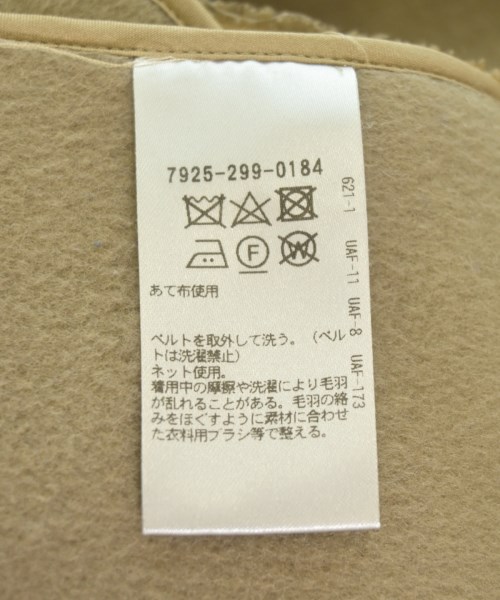 7925-299-0184
F
W
あて布使用
ベルトを取外して洗う。（ベル
トは洗濯禁止）
ネット使用。
着用中の摩擦や洗濯により毛羽
が乱れることがある。毛羽の絡
みをほぐすように素材に合わせ
た衣料用ブラシ等で整える。
621-1 UAF-11 UAF-8 UAF-173